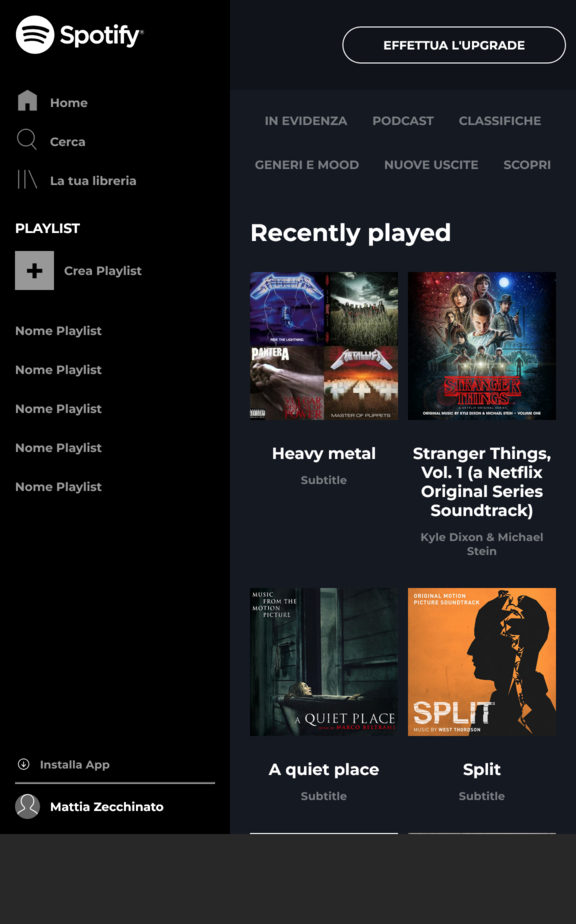 Spotify®
Home
Cerca
La tua libreria
PLAYLIST
Crea Playlist
Nome Playlist
Nome Playlist
Nome Playlist
Nome Playlist
Nome Playlist
Installa App
Mattia Zecchinato
EFFETTUA L'UPGRADE
IN EVIDENZA PODCAST CLASSIFICHE
GENERI E MOOD NUOVE USCITE SCOPRI
Recently played
METALLICA
RIDE THE LIGHTNING
PANTERA
VULGAR
POWER
METALLICA
MASTER OF PUPPETS
Heavy metal
Subtitle
STRANGER
THINGS
ORIGINAL MUSIC BY KYLE DIXON & MICHAEL STEIN • VOLUME ONE
Stranger Things,
Vol. 1 (a Netflix
Original Series
Soundtrack)
Kyle Dixon & Michael
Stein
MUSIC
FROM THE
MOTION
PICTURE
A QUIET PLACE
MUSIC BY MARCO BELTRAMI
A quiet place
Subtitle
ORIGINAL MOTION
PICTURE SOUNDTRACK
SPLIT
MUSIC BY WEST THORDSON
Split
Subtitle